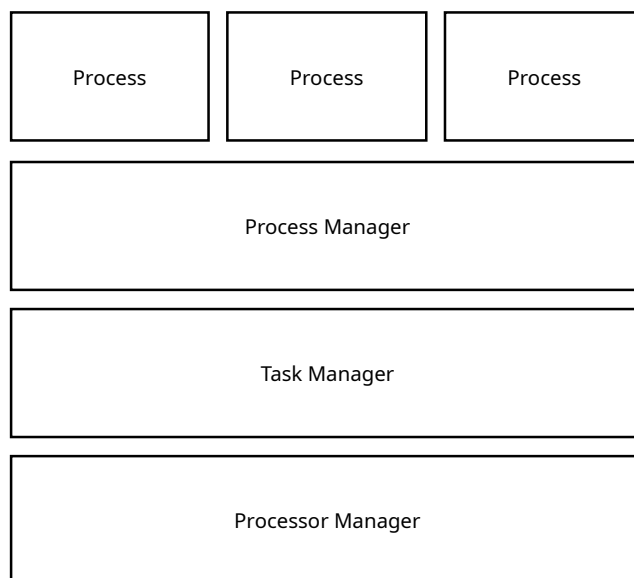 Process
Process
Process
Process Manager
Task Manager
Processor Manager